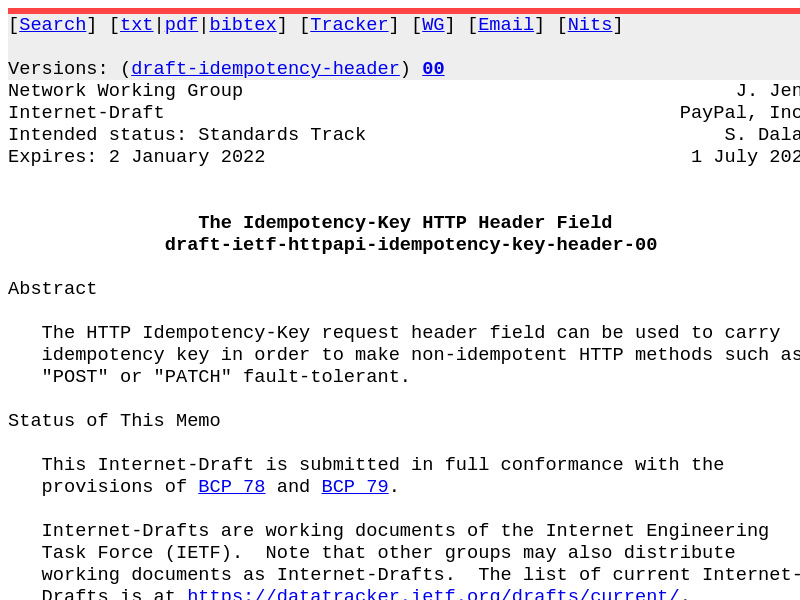 [Search] [txt|pdf|bibtex] [Tracker] [WG] [Email] [Nits]
Versions: (draft-idempotency-header) 00
Network Working Group J. Jen
Internet-Draft PayPal, Inc
Intended status: Standards Track S. Dala
Expires: 2 January 2022 1 July 202
The Idempotency-Key HTTP Header Field
draft-ietf-httpapi-idempotency-key-header-00
Abstract
The HTTP Idempotency-Key request header field can be used to carry
idempotency key in order to make non-idempotent HTTP methods such as
"POST" or "PATCH" fault-tolerant.
Status of This Memo
This Internet-Draft is submitted in full conformance with the
provisions of BCP 78 and BCP 79.
Internet-Drafts are working documents of the Internet Engineering
Task Force (IETF). Note that other groups may also distribute
working documents as Internet-Drafts. The list of current Internet-
Drafts is at https://datatracker.ietf.org/drafts/current/.